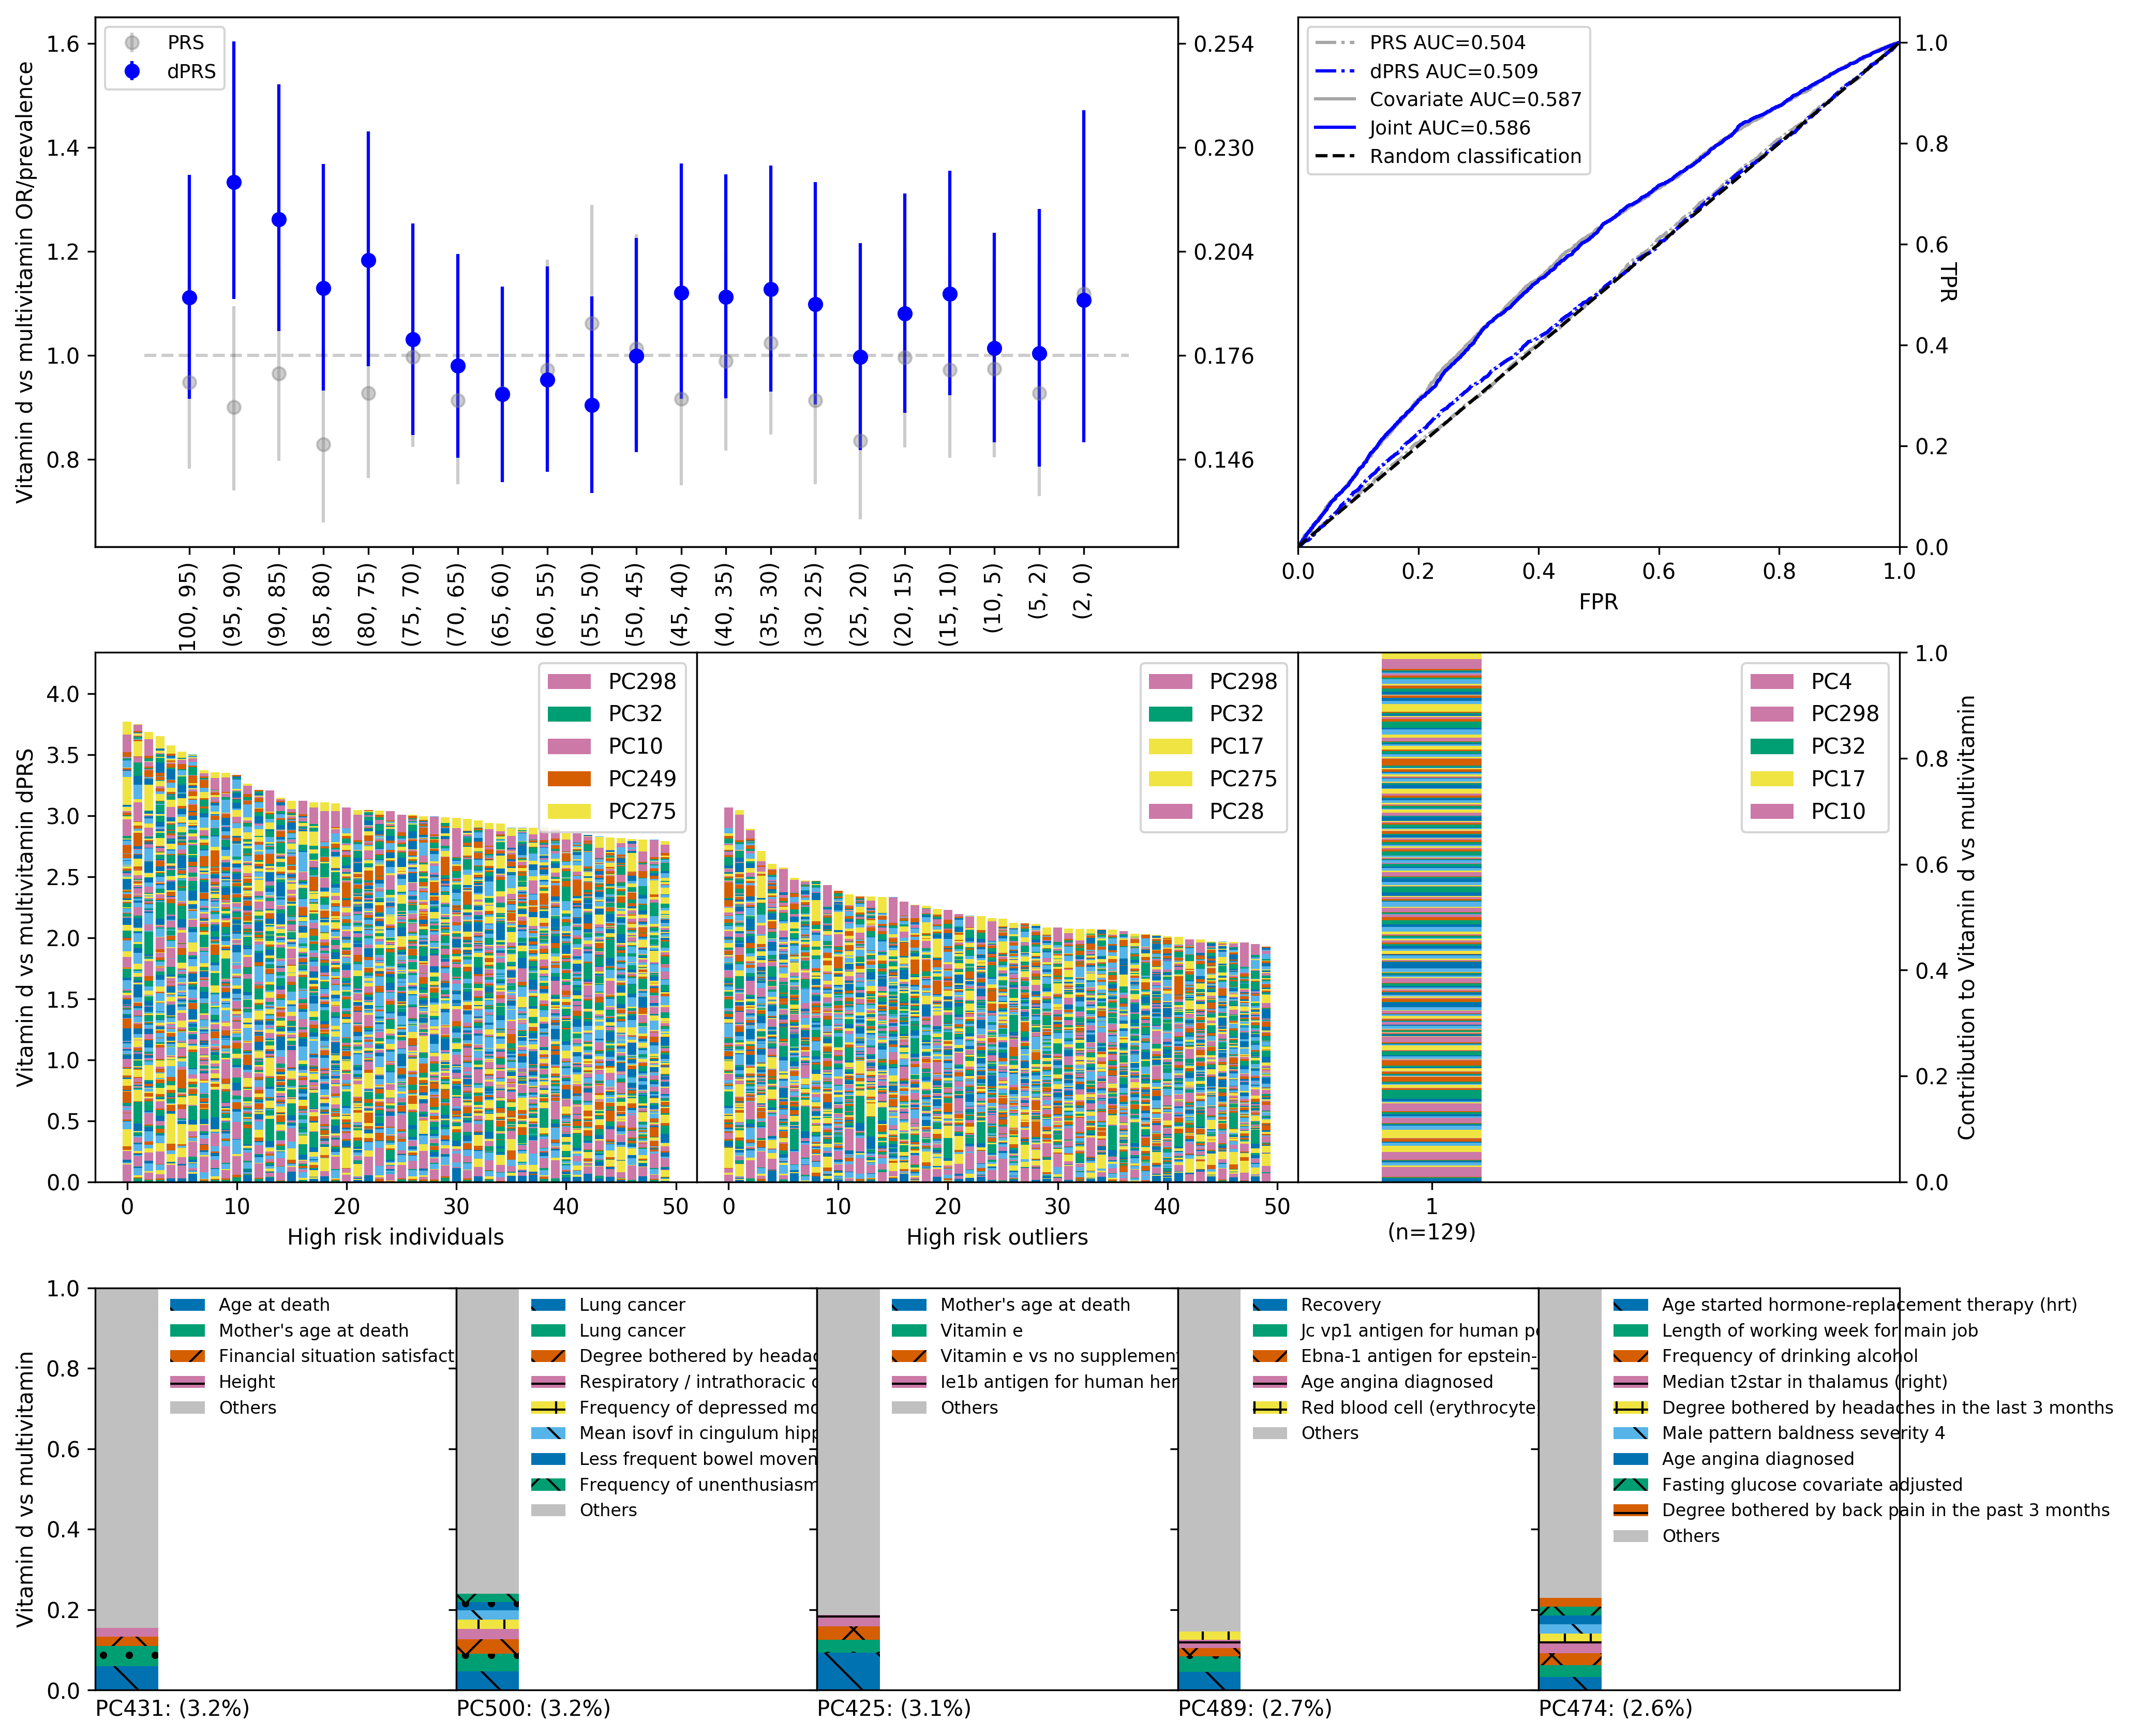 Vitamin d vs multivitamin OR/prevalence
1.6
1.4
1.2
1.0
0.8
PRS
dPRS
0.254
0.230
0.204
0.176
0.146
100, 95)
(95, 90)
(90, 85)
(85, 80)
(80, 75)
(75, 70)
(70, 65)
(65, 60)
(60, 55)
(55, 50)
(50, 45)
(45, 40)
(40, 35)
(35, 30)
(30, 25)
(25, 20)
(20, 15)
(15, 10)
(10, 5)
(5, 2)
(2, 0)
PRS AUC=0.504
dPRS AUC=0.509
Covariate AUC=0.587
Joint AUC=0.586
Random classification
1.0
0.8
0.6
0.4
0.2
0.0
TPR
0.0 0.2 0.4 0.6 0.8 1.0
FPR
Vitamin d vs multivitamin dPRS
4.0
3.5
3.0
2.5
2.0
1.5
1.0
0.5
0.0
PC298
PC32
PC10
PC249
PC275
0 10 20 30 40 50
High risk individuals
PC298
PC32
PC17
PC275
PC28
0 10 20 30 40 50
High risk outliers
PC4
PC298
PC32
PC17
PC10
1
(n=129)
1.0
0.8
0.6
0.4
0.2
0.0
Contribution to Vitamin d vs multivitamin
Vitamin d vs multivitamin
1.0
0.8
0.6
0.4
0.2
0.0
Age at death
Mother's age at death
Financial situation satisfact
Height
Others
PC431: (3.2%)
Lung cancer
Lung cancer
Degree bothered by headac
Respiratory / intrathoracic
Frequency of depressed mo
Mean isovf in cingulum hipp
Less frequent bowel movem
Frequency of unenthusiasm
Others
PC500: (3.2%)
Mother's age at death
Vitamin e
Vitamin e vs no supplement
Ie1b antigen for human her
Others
PC425: (3.1%)
Recovery
Jc vp1 antigen for human po
Ebna-1 antigen for epstein-
Age angina diagnosed
Red blood cell (erythrocyte
Others
PC489: (2.7%)
Age started hormone-replacement therapy (hrt)
Length of working week for main job
Frequency of drinking alcohol
Median t2star in thalamus (right)
Degree bothered by headaches in the last 3 months
Male pattern baldness severity 4
Age angina diagnosed
Fasting glucose covariate adjusted
Degree bothered by back pain in the past 3 months
Others
PC474: (2.6%)